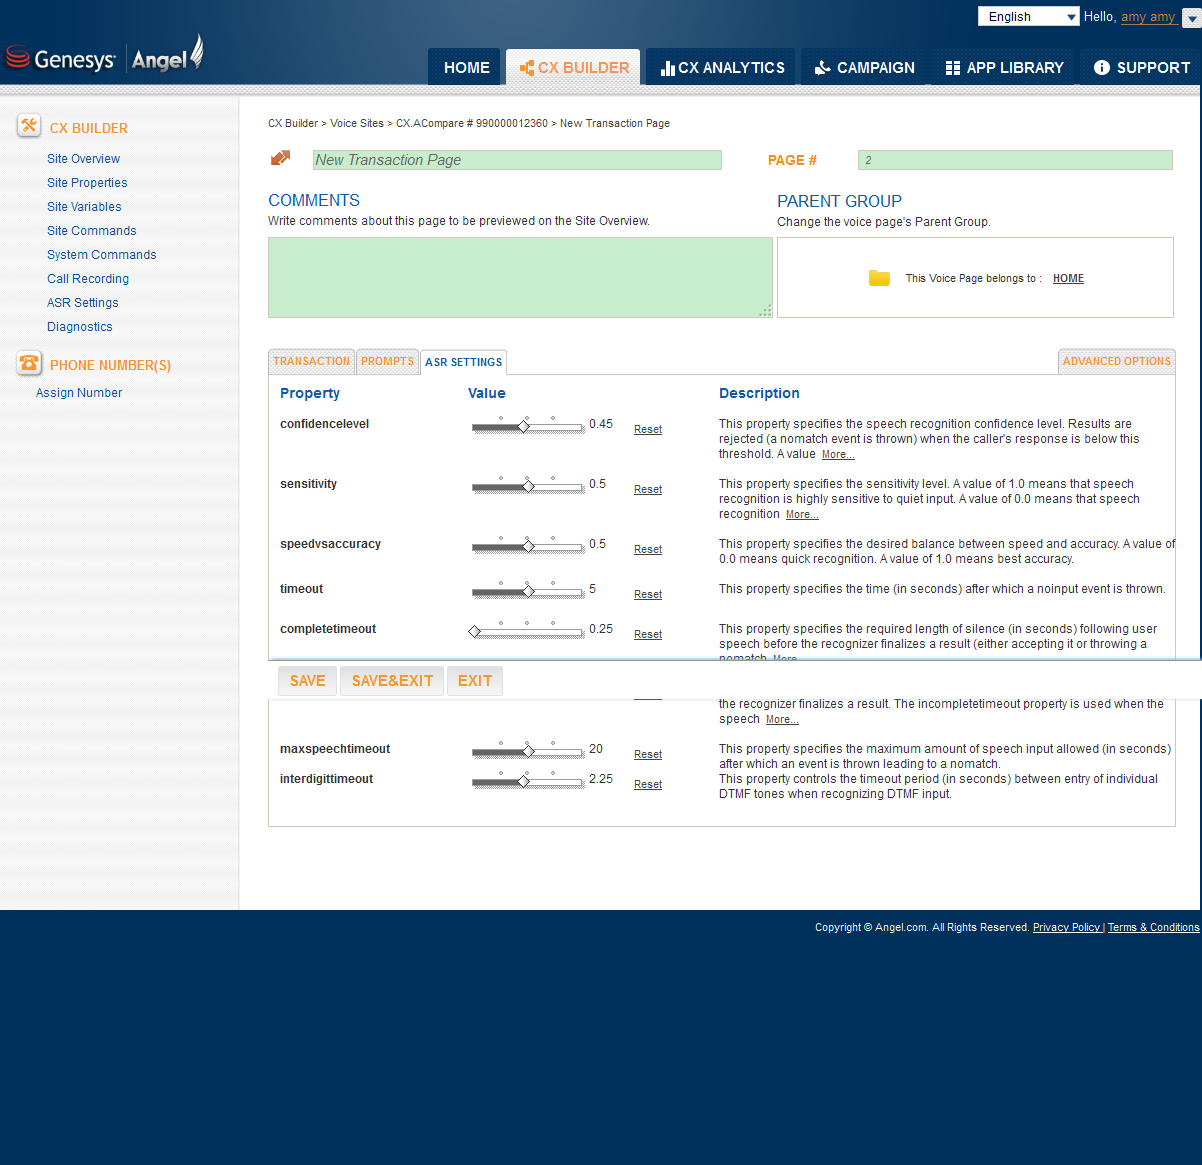 English
Hello, amy amy
Genesys | Angel
HOME
CX BUILDER
CX ANALYTICS
CAMPAIGN
APP LIBRARY
SUPPORT
CX BUILDER
Site Overview
Site Properties
Site Variables
Site Commands
System Commands
Call Recording
ASR Settings
Diagnostics
PHONE NUMBER(S)
Assign Number
CX Builder > Voice Sites > CX.ACompare # 990000012360 > New Transaction Page
New Transaction Page
PAGE #
2
COMMENTS
Write comments about this page to be previewed on the Site Overview.
PARENT GROUP
Change the voice page's Parent Group.
This Voice Page belongs to : HOME
TRANSACTION
PROMPTS
ASR SETTINGS
ADVANCED OPTIONS
Property
Value
Description
confidencelevel
0.45
Reset
This property specifies the speech recognition confidence level. Results are
rejected (a nomatch event is thrown) when the caller's response is below this
threshold. A value More...
sensitivity
0.5
Reset
This property specifies the sensitivity level. A value of 1.0 means that speech
recognition is highly sensitive to quiet input. A value of 0.0 means that speech
recognition More...
speedvsaccuracy
0.5
Reset
This property specifies the desired balance between speed and accuracy. A value of
0.0 means quick recognition. A value of 1.0 means best accuracy.
timeout
5
Reset
This property specifies the time (in seconds) after which a noinput event is thrown.
completetimeout
0.25
Reset
This property specifies the required length of silence (in seconds) following user
speech before the recognizer finalizes a result (either accepting it or throwing a
nomatch More...
SAVE
SAVE&EXIT
EXIT
the recognizer finalizes a result. The incompletetimeout property is used when the
speech More...
maxspeechtimeout
20
Reset
This property specifies the maximum amount of speech input allowed (in seconds)
after which an event is thrown leading to a nomatch.
interdigittimeout
2.25
Reset
This property controls the timeout period (in seconds) between entry of individual
DTMF tones when recognizing DTMF input.
Copyright © Angel.com. All Rights Reserved. Privacy Policy | Terms & Conditions